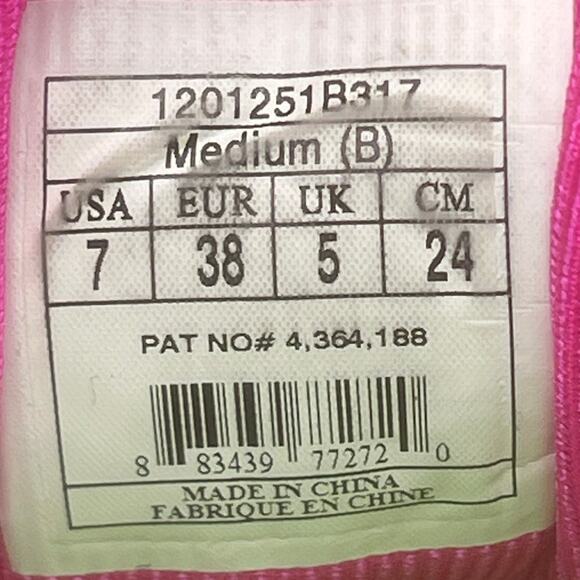 1201251B317
Medium (B)
USA EUR UK CM
7 38 5 24
PAT NO# 4,364,188
8 83439 77272 0
MADE IN CHINA
FABRIQUE EN CHINE